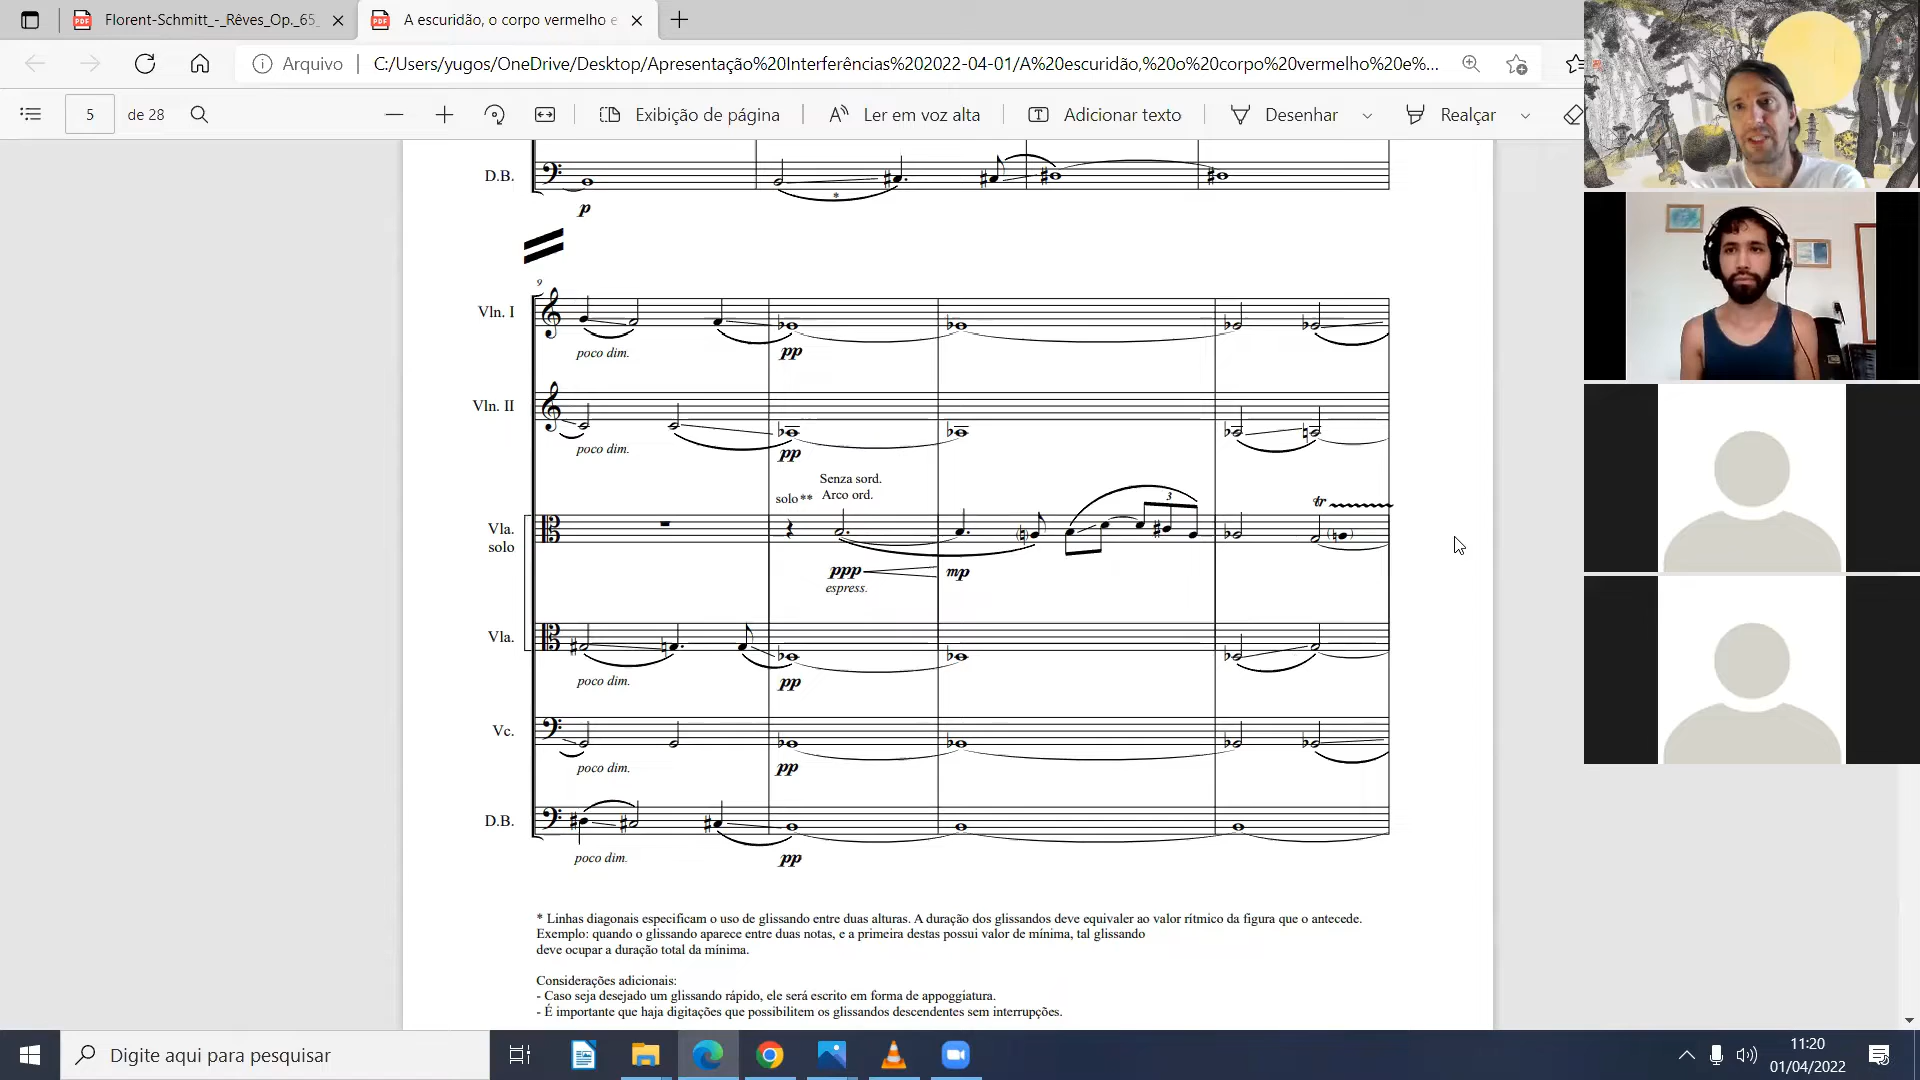 Florent-Schmitt_-_Rêves_Op._65_
A escuridão, o corpo vermelho e
Arquivo
C:/Users/yugos/OneDrive/Desktop/Apresentação%20Interferências%202022-04-01/A%20escuridão,%20o%20corpo%20vermelho%20e%...
5 de 28
Exibição de página
Ler em voz alta
Adicionar texto
Desenhar
Realçar
D.B.
*
p
9
Vln. I
poco dim.
pp
Vln. II
poco dim.
pp
Senza sord.
solo** Arco ord.
3
tr
Vla.
solo
ppp mp
espress.
Vla.
poco dim.
pp
Vc.
poco dim.
pp
D.B.
poco dim.
pp
* Linhas diagonais especificam o uso de glissando entre duas alturas. A duração dos glissandos deve equivaler ao valor rítmico da figura que o antecede.
Exemplo: quando o glissando aparece entre duas notas, e a primeira destas possui valor de mínima, tal glissando
deve ocupar a duração total da mínima.
Considerações adicionais:
- Caso seja desejado um glissando rápido, ele será escrito em forma de appoggiatura.
- É importante que haja digitações que possibilitem os glissandos descendentes sem interrupções.
Digite aqui para pesquisar
11:20
01/04/2022